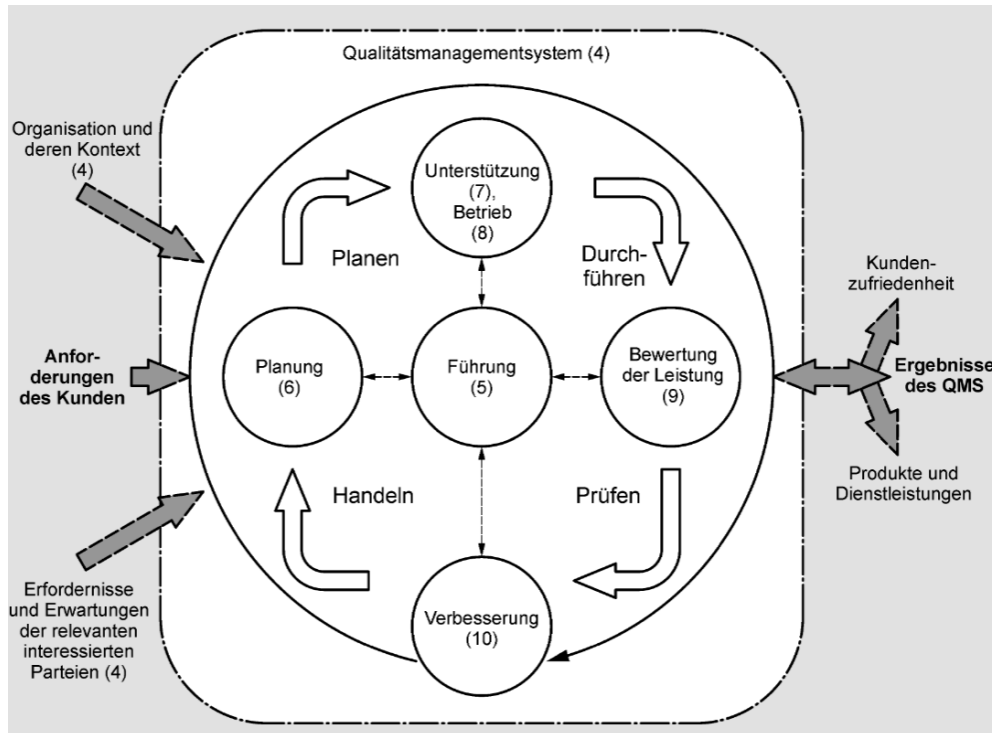 Qualitätsmanagementsystem (4)
Organisation und
deren Kontext
(4)
Unterstützung
(7),
Betrieb
(8)
Planen
Durch-
führen
Kunden-
zufriedenheit
Anfor-
derungen
des Kunden
Planung
(6)
Führung
(5)
Bewertung
der Leistung
(9)
Ergebnisse
des QMS
Handeln
Prüfen
Produkte und
Dienstleistungen
Erfordernisse
und Erwartungen
der relevanten
interessierten
Parteien (4)
Verbesserung
(10)